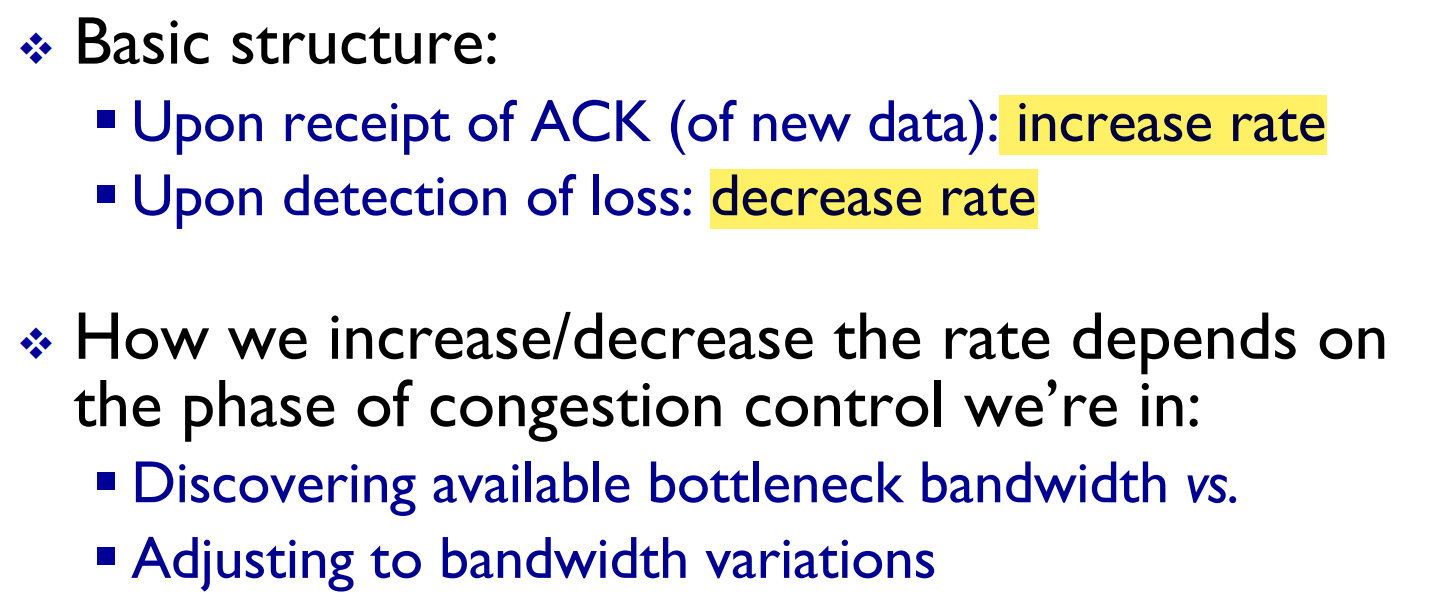 ❖ Basic structure:
▪ Upon receipt of ACK (of new data): increase rate
▪ Upon detection of loss: decrease rate
❖ How we increase/decrease the rate depends on
the phase of congestion control we’re in:
▪ Discovering available bottleneck bandwidth vs.
▪ Adjusting to bandwidth variations